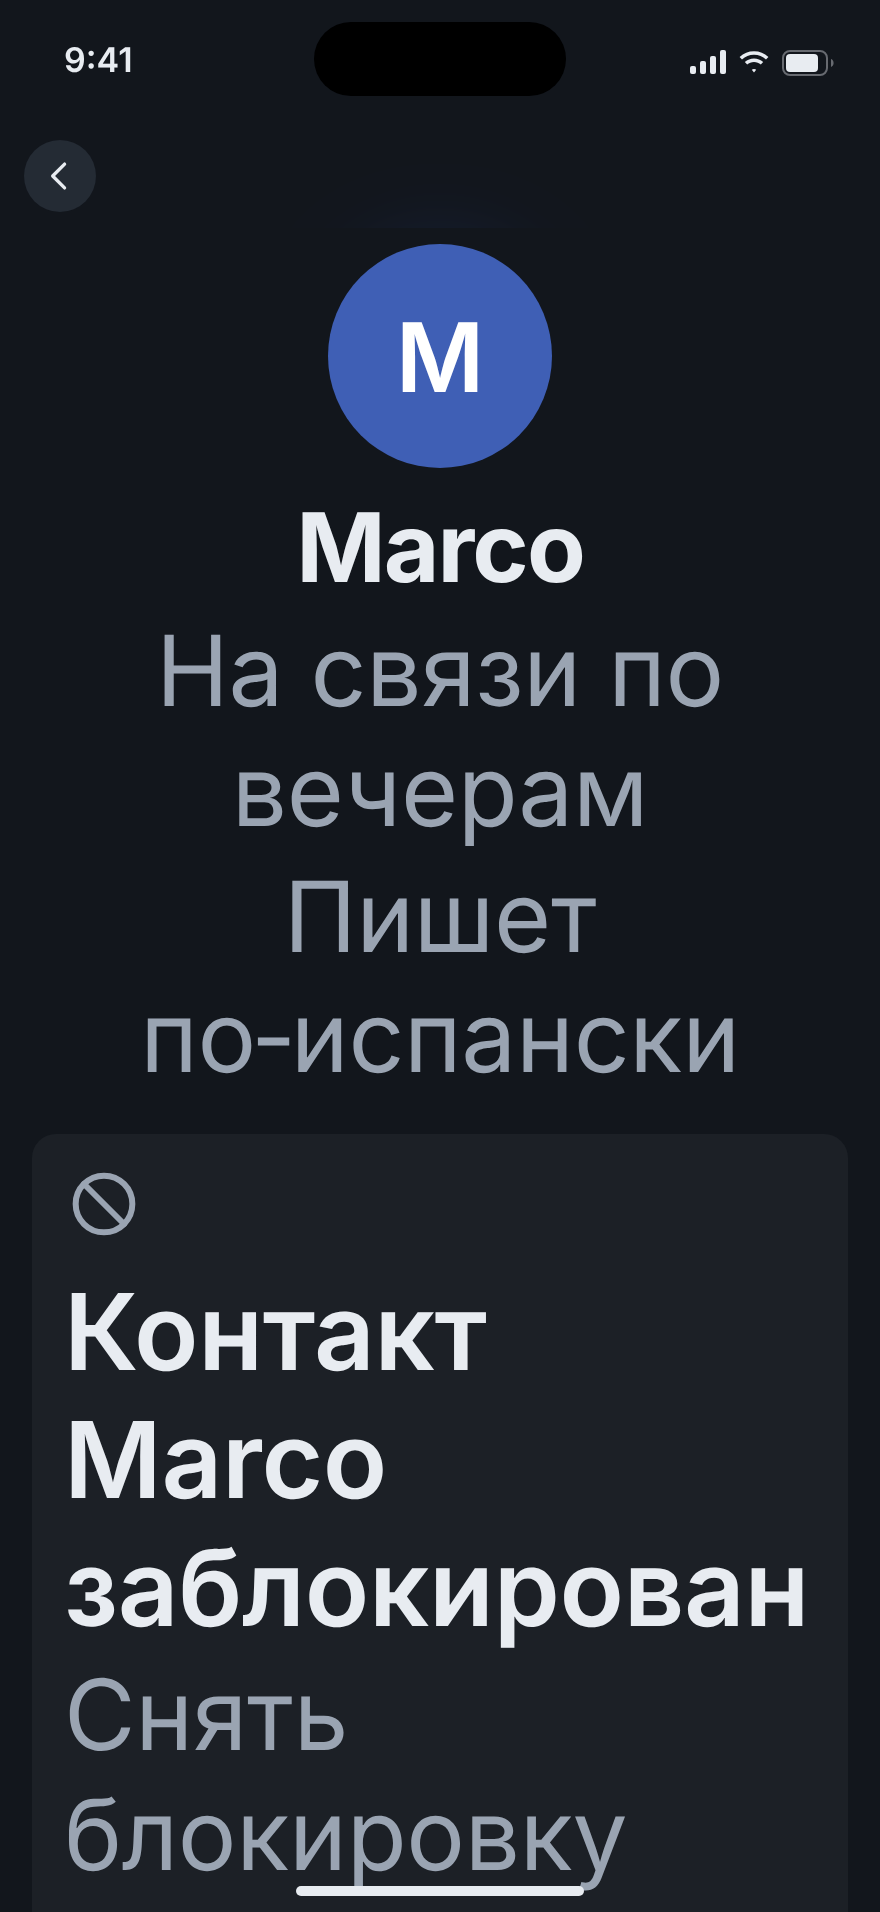 9:41
M
Marco
На связи по
вечерам
Пишет
по-испански
Контакт
Marco
заблокирован
Снять
блокировку